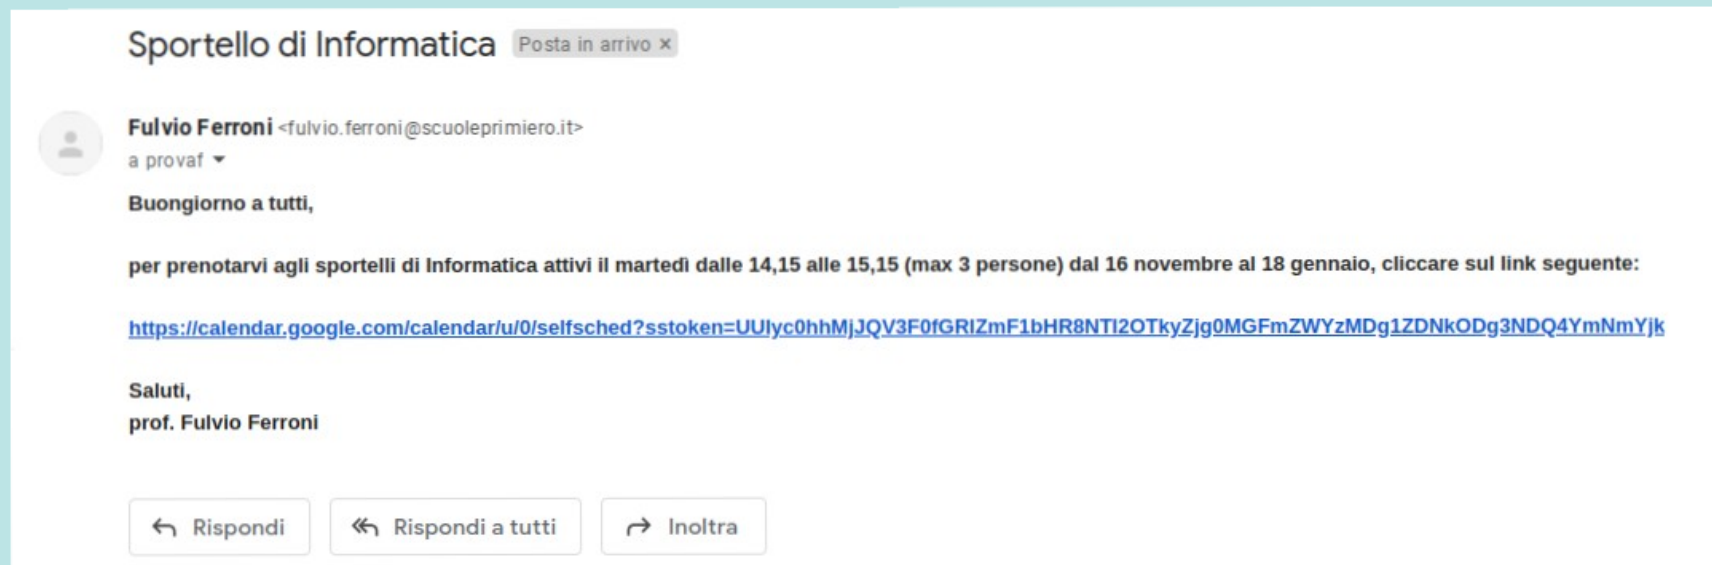 Sportello di Informatica Posta in arrivo ×
Fulvio Ferroni <fulvio.ferroni@scuoleprimiero.it>
a provaf
Buongiorno a tutti,
per prenotarvi agli sportelli di Informatica attivi il martedì dalle 14,15 alle 15,15 (max 3 persone) dal 16 novembre al 18 gennaio, cliccare sul link seguente:
https://calendar.google.com/calendar/u/0/selfsched?sstoken=UUlyc0hhMjJQV3F0fGRlZmF1bHR8NTI2OTkyZjg0MGFmZWYzMDg1ZDNkODg3NDQ4YmNmYjk
Saluti,
prof. Fulvio Ferroni
Rispondi
Rispondi a tutti
Inoltra